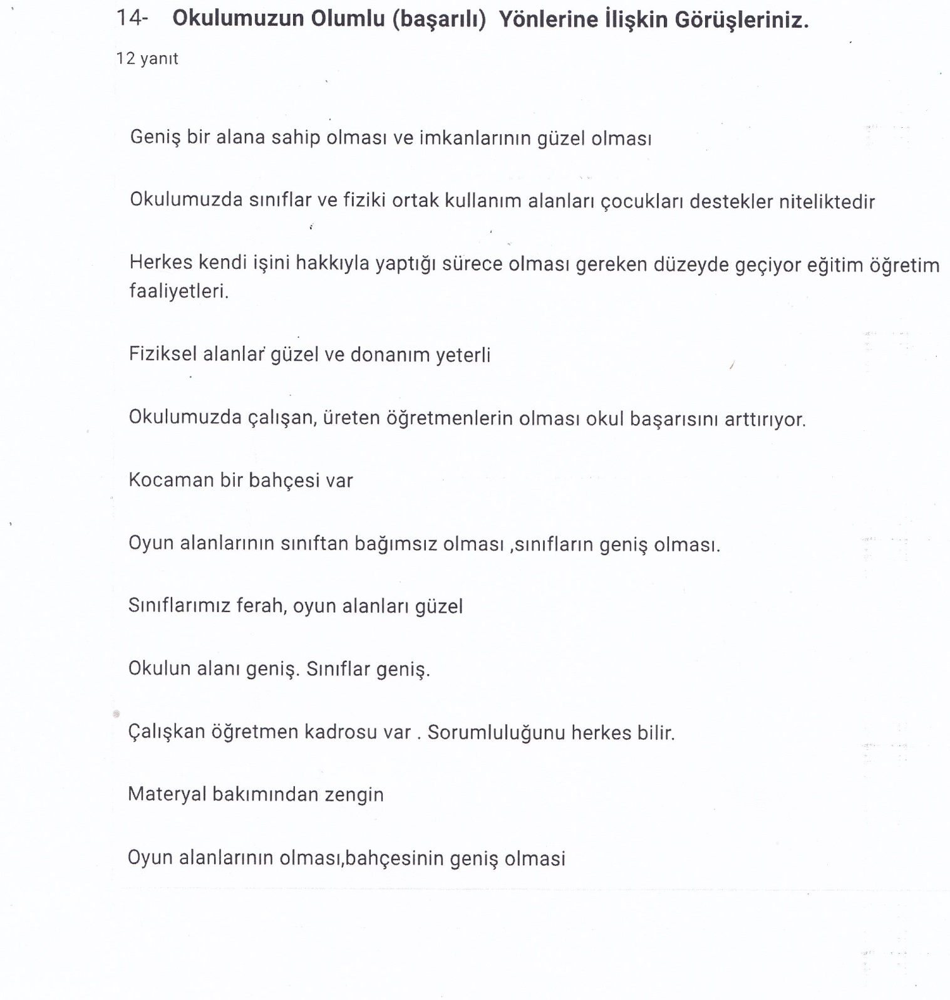 14- Okulumuzun Olumlu (başarılı) Yönlerine İlişkin Görüşleriniz.
12 yanıt
Geniş bir alana sahip olması ve imkanlarının güzel olması
Okulumuzda sınıflar ve fiziki ortak kullanım alanları çocukları destekler niteliktedir
Herkes kendi işini hakkıyla yaptığı sürece olması gereken düzeyde geçiyor eğitim öğretim
faaliyetleri.
Fiziksel alanlar güzel ve donanım yeterli
Okulumuzda çalışan, üreten öğretmenlerin olması okul başarısını arttırıyor.
Kocaman bir bahçesi var
Oyun alanlarının sınıftan bağımsız olması ,sınıfların geniş olması.
Sınıflarımız ferah, oyun alanları güzel
Okulun alanı geniş. Sınıflar geniş.
Çalışkan öğretmen kadrosu var . Sorumluluğunu herkes bilir.
Materyal bakımından zengin
Oyun alanlarının olması,bahçesinin geniş olmasi